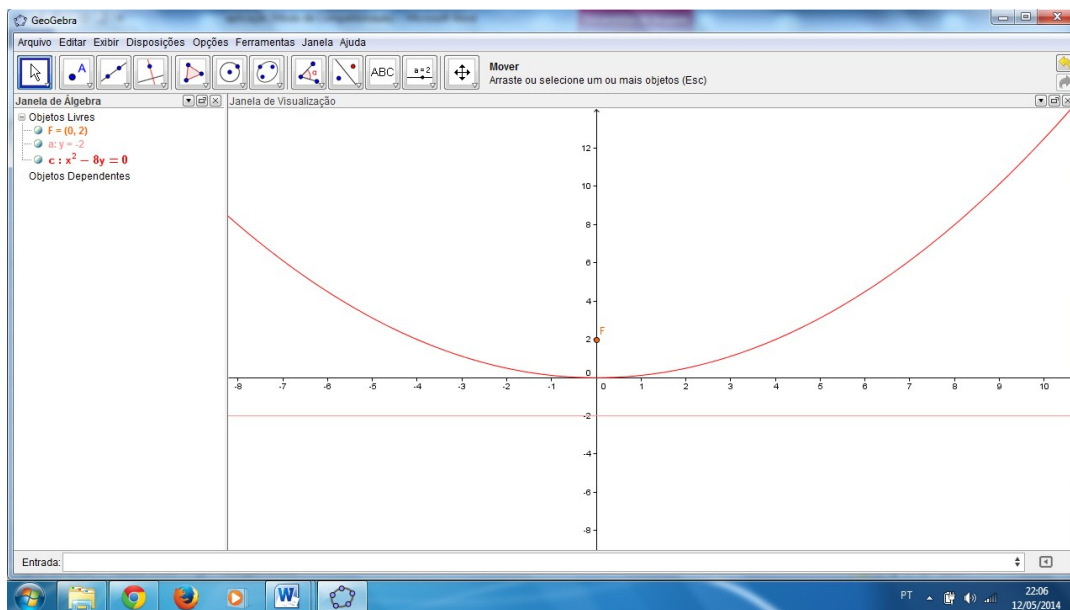 GeoGebra
Arquivo Editar Exibir Disposições Opções Ferramentas Janela Ajuda
A
α
ABC
a=2
Mover
Arraste ou selecione um ou mais objetos (Esc)
Janela de Álgebra
Janela de Visualização
Objetos Livres
F = (0, 2)
a: y = -2
c : x² − 8y = 0
Objetos Dependentes
12
10
8
6
4
2
F
0
-8 -7 -6 -5 -4 -3 -2 -1 0 1 2 3 4 5 6 7 8 9 10
-2
-4
-6
-8
Entrada:
W
PT
22:06
12/05/2014